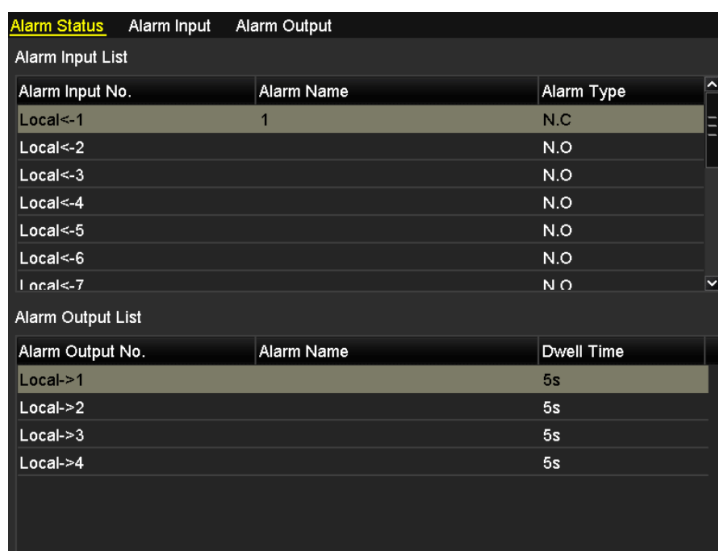 Alarm Status Alarm Input Alarm Output
Alarm Input List
Alarm Input No. Alarm Name Alarm Type
Local<-1 1 N.C
Local<-2 N.O
Local<-3 N.O
Local<-4 N.O
Local<-5 N.O
Local<-6 N.O
Local<-7 N.O
Alarm Output List
Alarm Output No. Alarm Name Dwell Time
Local->1 5s
Local->2 5s
Local->3 5s
Local->4 5s